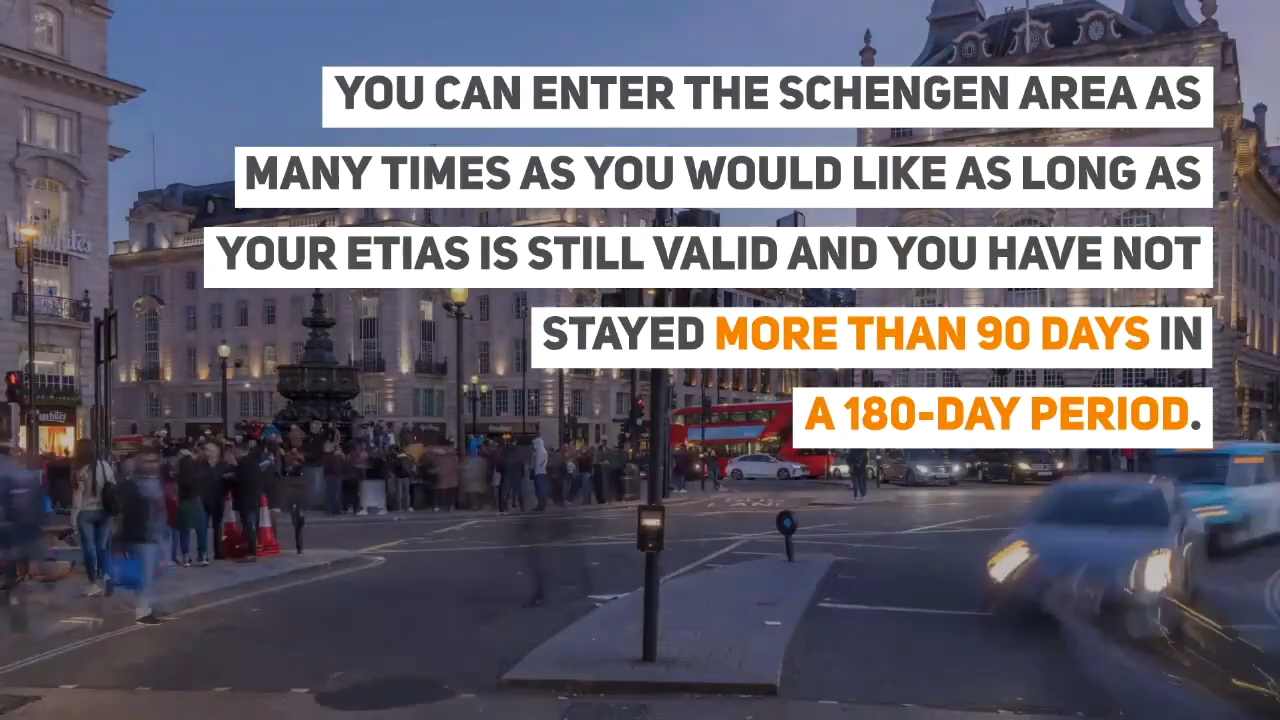 YOU CAN ENTER THE SCHENGEN AREA AS
MANY TIMES AS YOU WOULD LIKE AS LONG AS
YOUR ETIAS IS STILL VALID AND YOU HAVE NOT
STAYED MORE THAN 90 DAYS IN
A 180-DAY PERIOD.